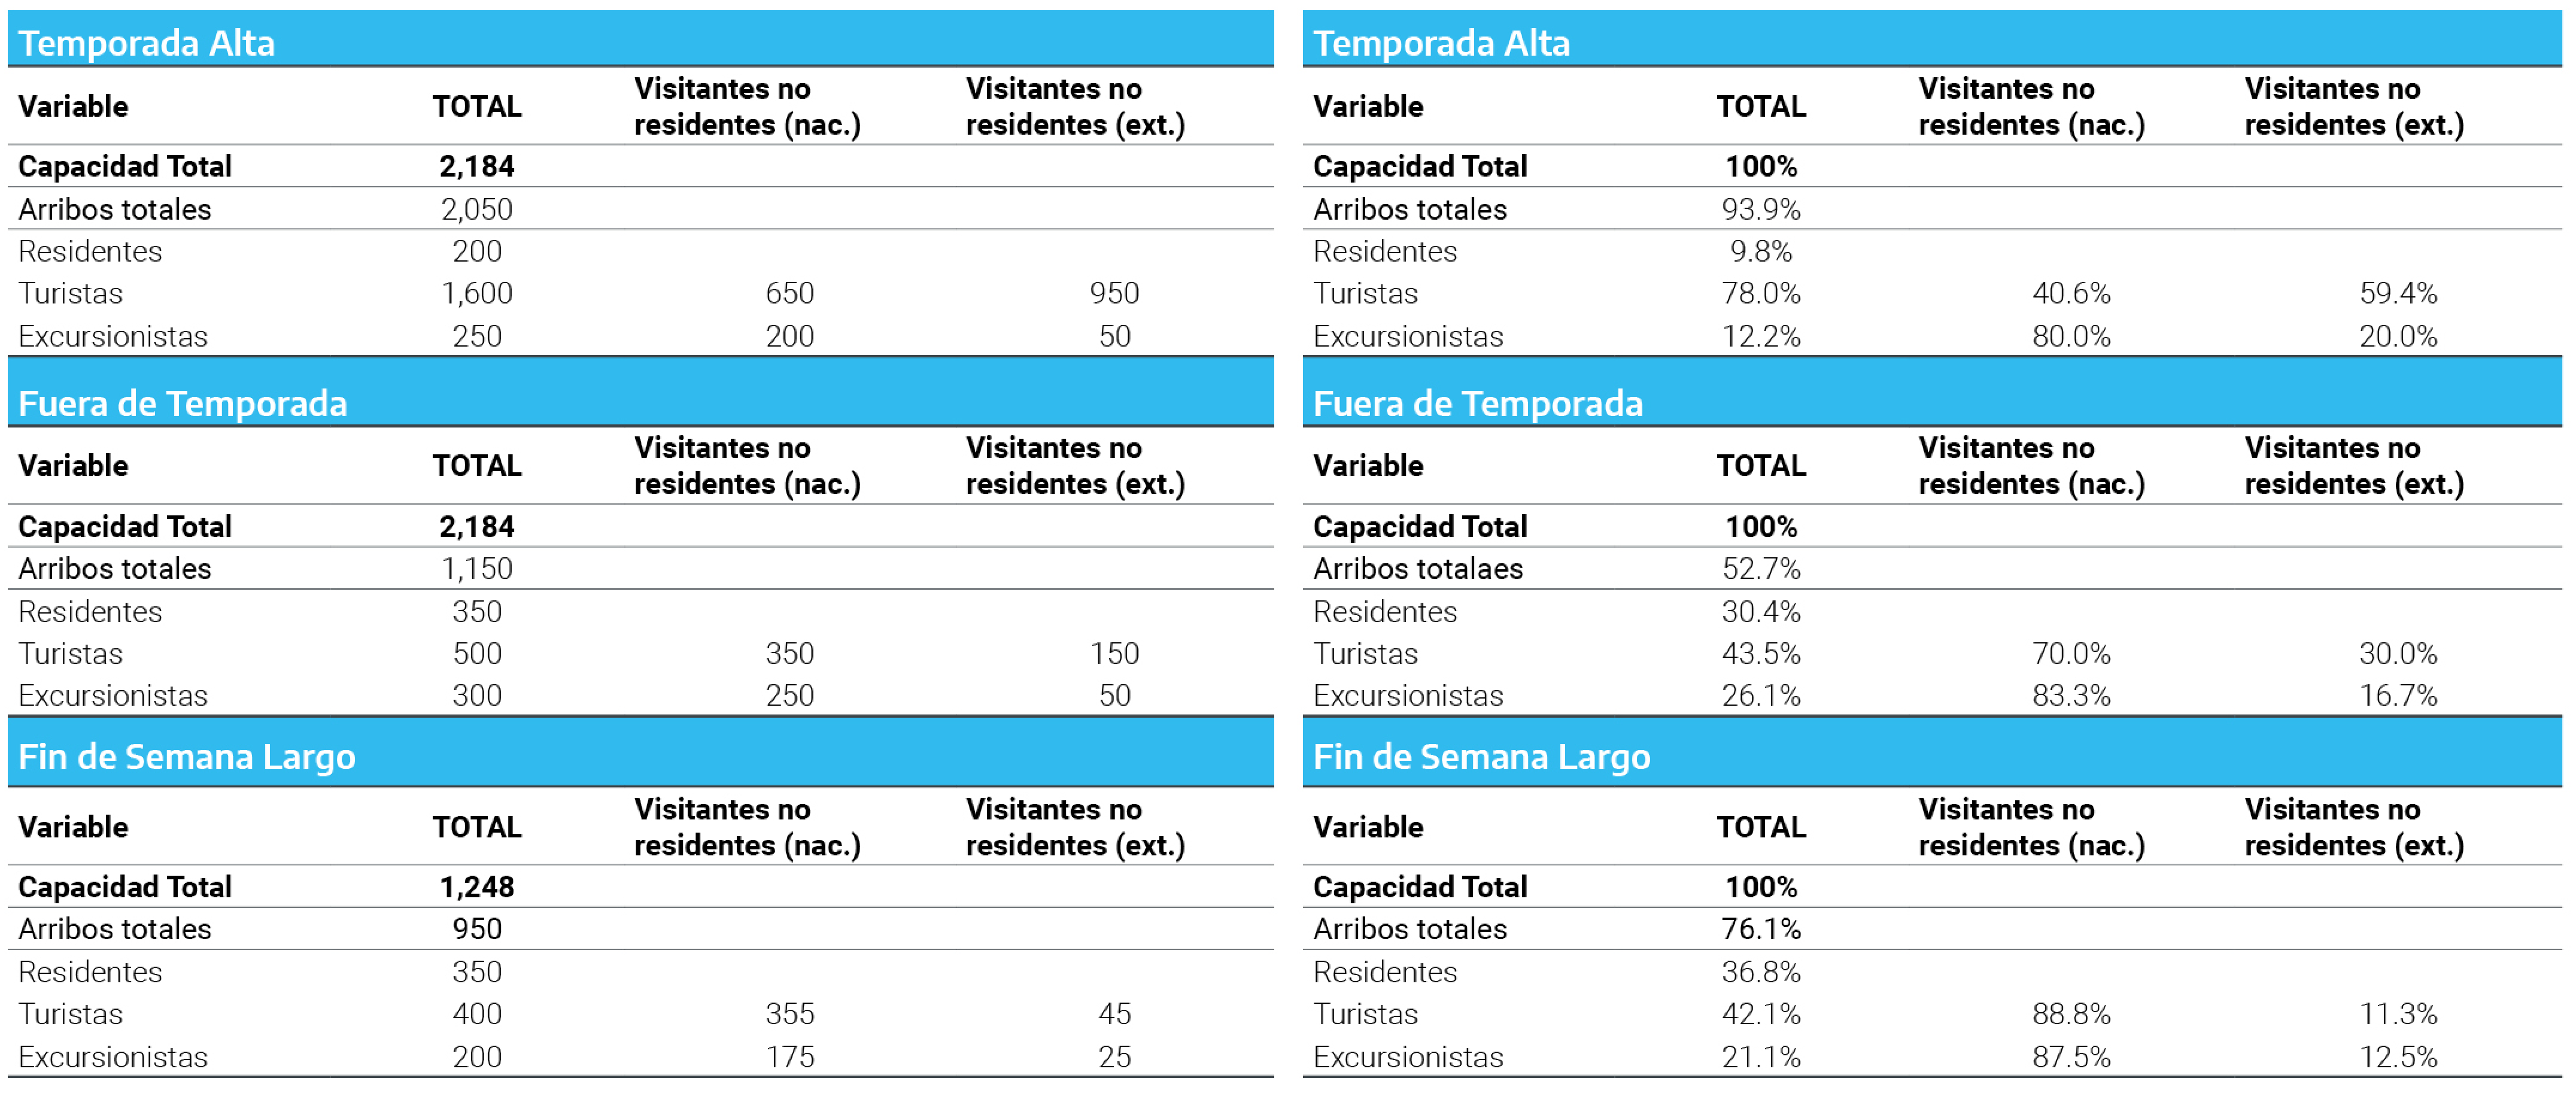 Temporada Alta
Variable TOTAL Visitantes no residentes (nac.) Visitantes no residentes (ext.)
Capacidad Total 2,184
Arribos totales 2,050
Residentes 200
Turistas 1,600 650 950
Excursionistas 250 200 50
Fuera de Temporada
Variable TOTAL Visitantes no residentes (nac.) Visitantes no residentes (ext.)
Capacidad Total 2,184
Arribos totales 1,150
Residentes 350
Turistas 500 350 150
Excursionistas 300 250 50
Fin de Semana Largo
Variable TOTAL Visitantes no residentes (nac.) Visitantes no residentes (ext.)
Capacidad Total 1,248
Arribos totales 950
Residentes 350
Turistas 400 355 45
Excursionistas 200 175 25
Temporada Alta
Variable TOTAL Visitantes no residentes (nac.) Visitantes no residentes (ext.)
Capacidad Total 100%
Arribos totales 93.9%
Residentes 9.8%
Turistas 78.0% 40.6% 59.4%
Excursionistas 12.2% 80.0% 20.0%
Fuera de Temporada
Variable TOTAL Visitantes no residentes (nac.) Visitantes no residentes (ext.)
Capacidad Total 100%
Arribos totalaes 52.7%
Residentes 30.4%
Turistas 43.5% 70.0% 30.0%
Excursionistas 26.1% 83.3% 16.7%
Fin de Semana Largo
Variable TOTAL Visitantes no residentes (nac.) Visitantes no residentes (ext.)
Capacidad Total 100%
Arribos totales 76.1%
Residentes 36.8%
Turistas 42.1% 88.8% 11.3%
Excursionistas 21.1% 87.5% 12.5%